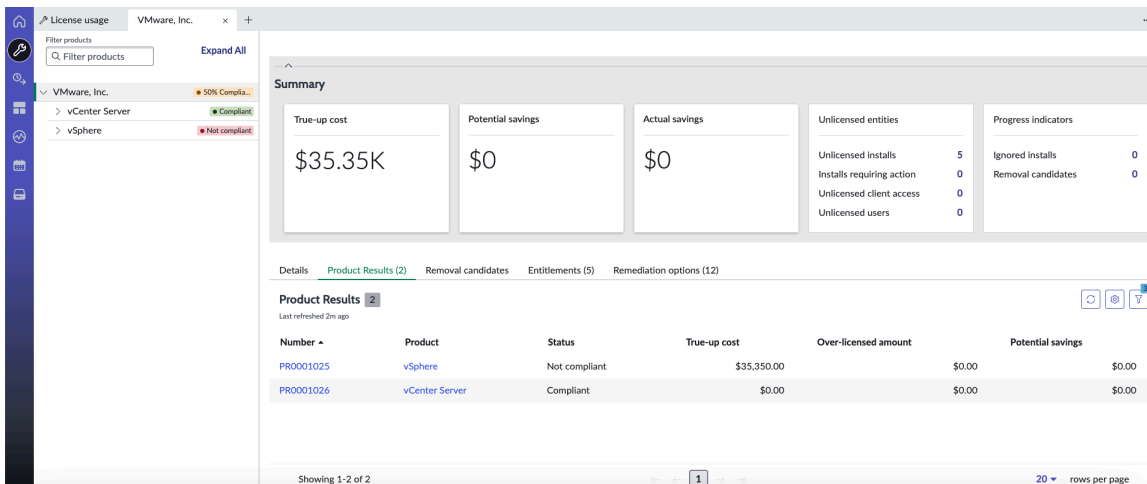 License usage
VMware, Inc.
×
+
Filter products
Filter products
Expand All
VMware, Inc.
50% Complia...
vCenter Server
Compliant
vSphere
Not compliant
Summary
True-up cost
$35.35K
Potential savings
$0
Actual savings
$0
Unlicensed entities
Unlicensed installs 5
Installs requiring action 0
Unlicensed client access 0
Unlicensed users 0
Progress indicators
Ignored installs 0
Removal candidates 0
Details Product Results (2) Removal candidates Entitlements (5) Remediation options (12)
Product Results 2
Last refreshed 2m ago
Number Product Status True-up cost Over-licensed amount Potential savings
PR0001025 vSphere Not compliant $35,350.00 $0.00 $0.00
PR0001026 vCenter Server Compliant $0.00 $0.00 $0.00
Showing 1-2 of 2
1
20 rows per page